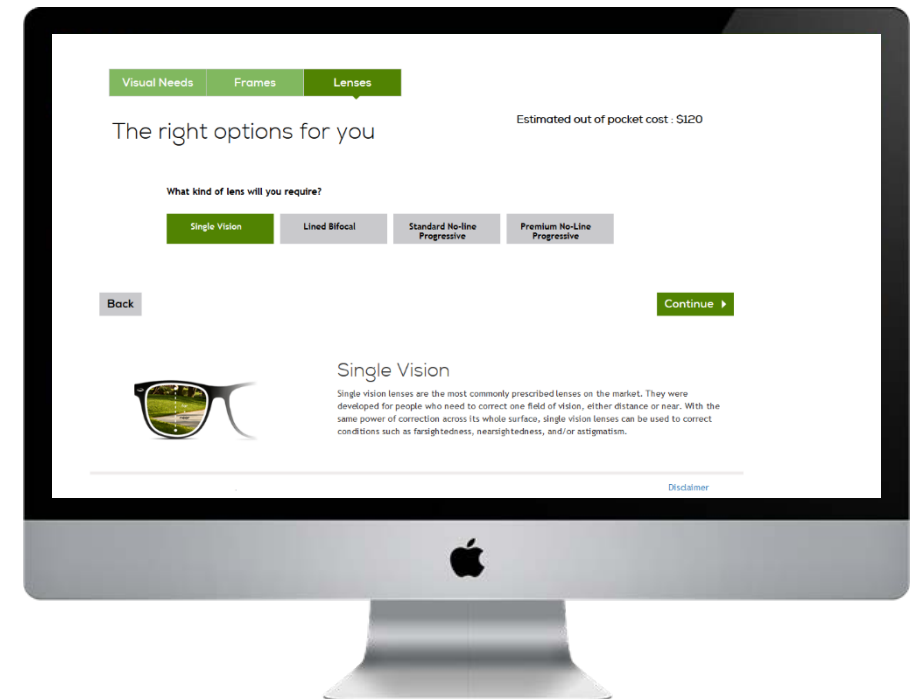 Visual Needs Frames Lenses
The right options for you
Estimated out of pocket cost : $120
What kind of lens will you require?
Single Vision
Lined Bifocal
Standard No-line
Progressive
Premium No-Line
Progressive
Back
Continue
Single Vision
Single vision lenses are the most commonly prescribed lenses on the market. They were
developed for people who need to correct one field of vision, either distance or near. With the
same power of correction across its whole surface, single vision lenses can be used to correct
conditions such as farsightedness, nearsightedness, and/or astigmatism.
Disclaimer